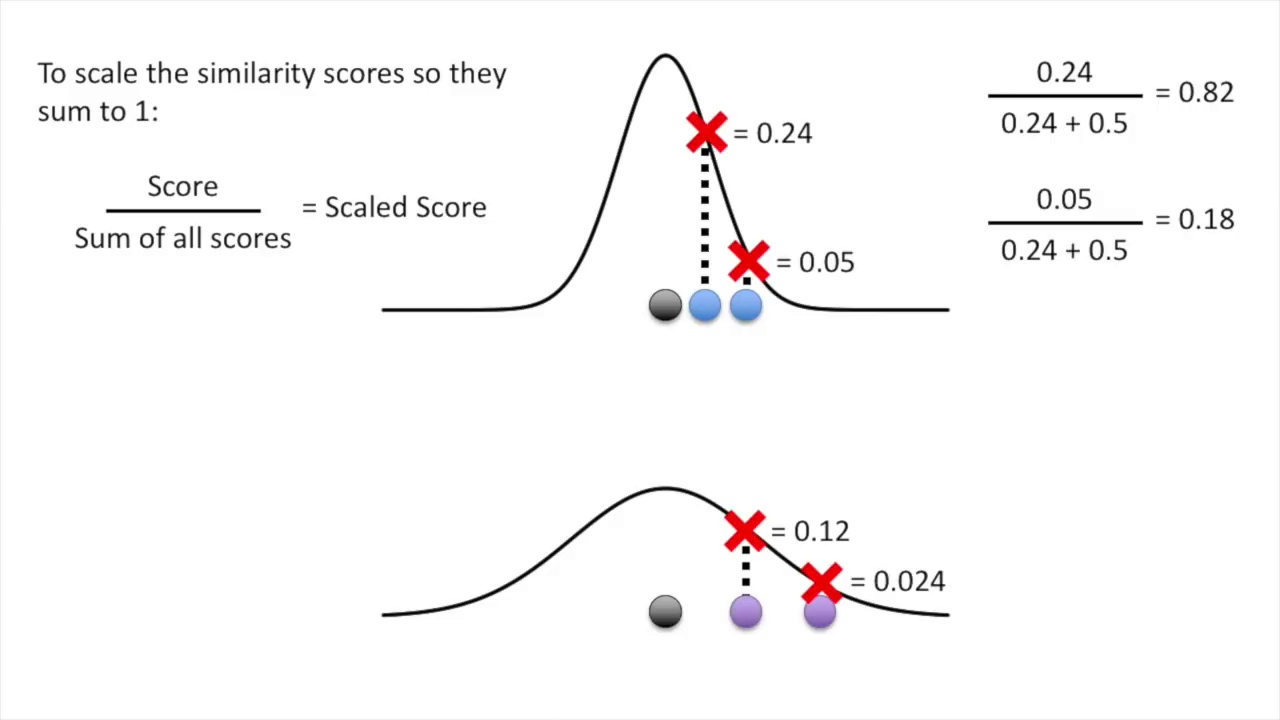 To scale the similarity scores so they
sum to 1:
Score
Sum of all scores
= Scaled Score
= 0.24
= 0.05
0.24
0.24 + 0.5
= 0.82
0.05
0.24 + 0.5
= 0.18
= 0.12
= 0.024